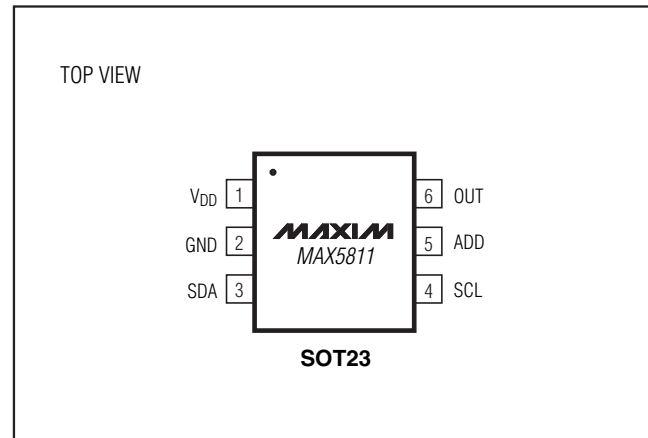 TOP VIEW
VDD 1
GND 2
SDA 3
MAXIM
MAX5811
6 OUT
5 ADD
4 SCL
SOT23